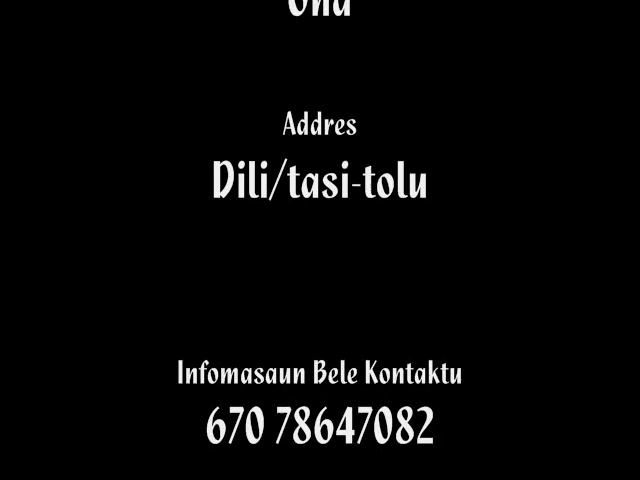 Addres
Dili/tasi-tolu
Infomasaun Bele Kontaktu
670 78647082